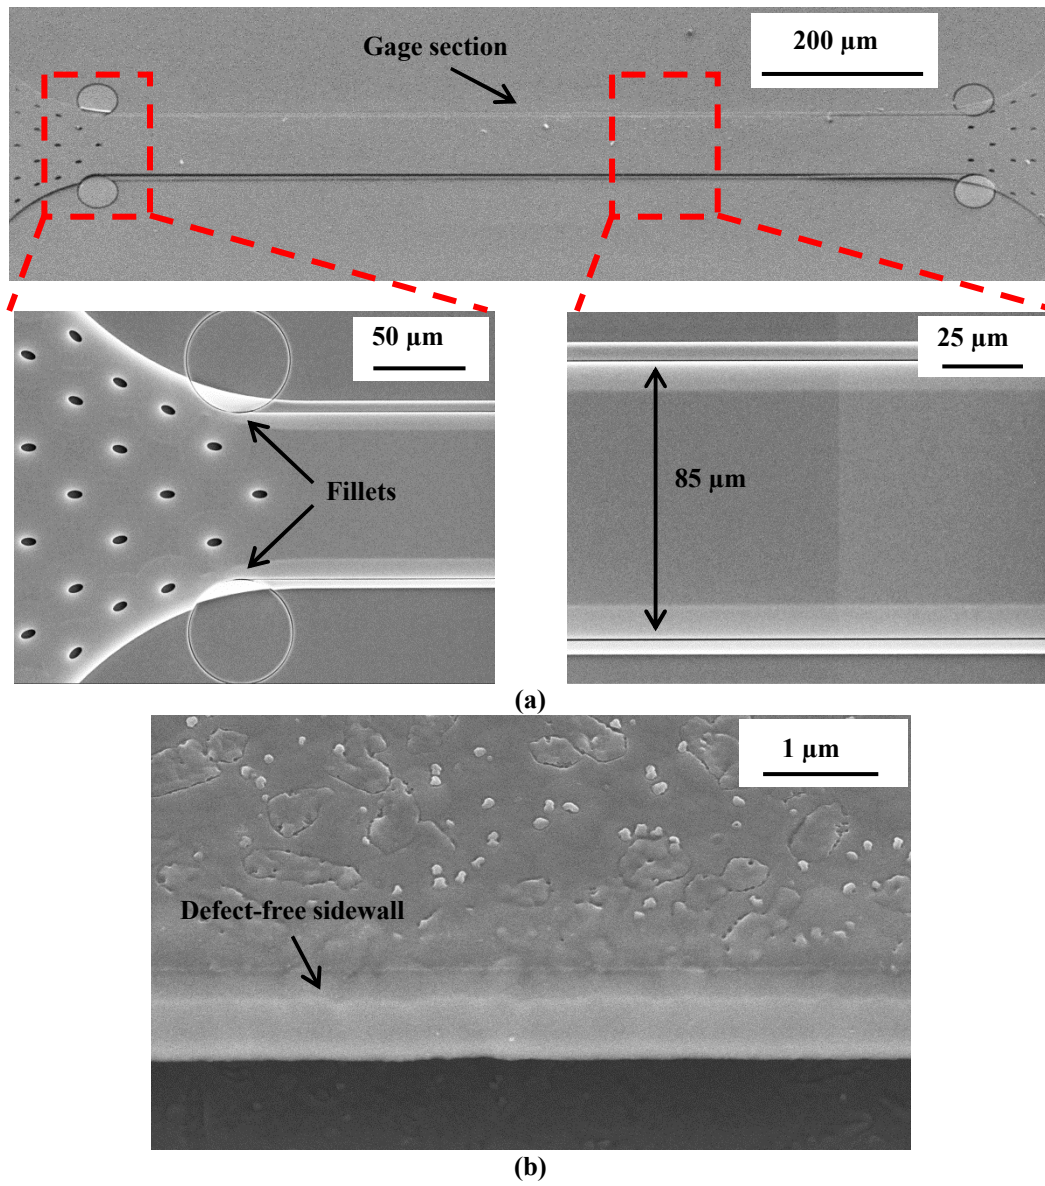 Gage section
200 µm
50 µm
25 µm
Fillets
85 µm
(a)
1 µm
Defect-free sidewall
(b)